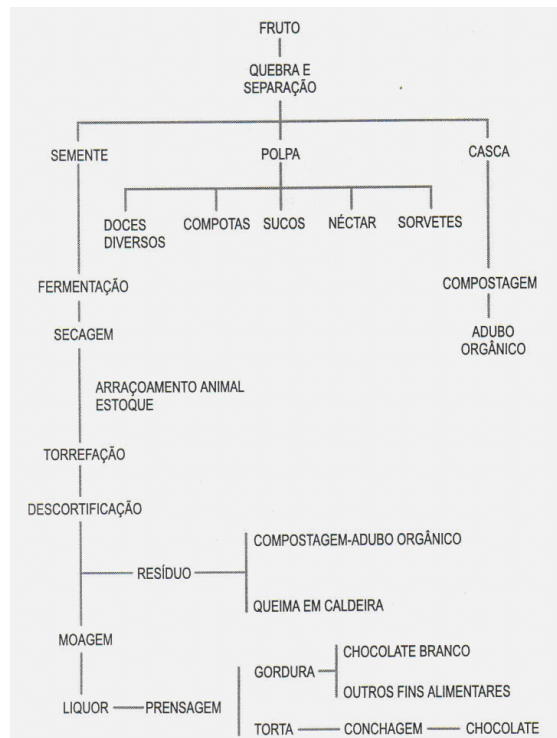 FRUTO
QUEBRA E
SEPARAÇÃO
SEMENTE
POLPA
CASCA
DOCES
DIVERSOS
COMPOTAS
SUCOS
NÉCTAR
SORVETES
FERMENTAÇÃO
COMPOSTAGEM
SECAGEM
ADUBO
ORGÂNICO
ARRAÇOAMENTO ANIMAL
ESTOQUE
TORREFAÇÃO
DESCORTIFICAÇÃO
COMPOSTAGEM-ADUBO ORGÂNICO
RESÍDUO
QUEIMA EM CALDEIRA
MOAGEM
CHOCOLATE BRANCO
GORDURA
OUTROS FINS ALIMENTARES
LIQUOR
PRENSAGEM
TORTA
CONCHAGEM
CHOCOLATE